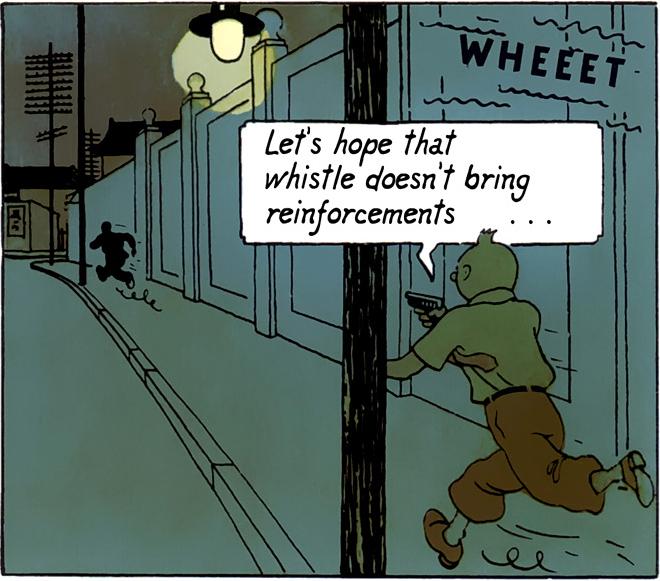 WHEEET
Let's hope that
whistle doesn't bring
reinforcements ...